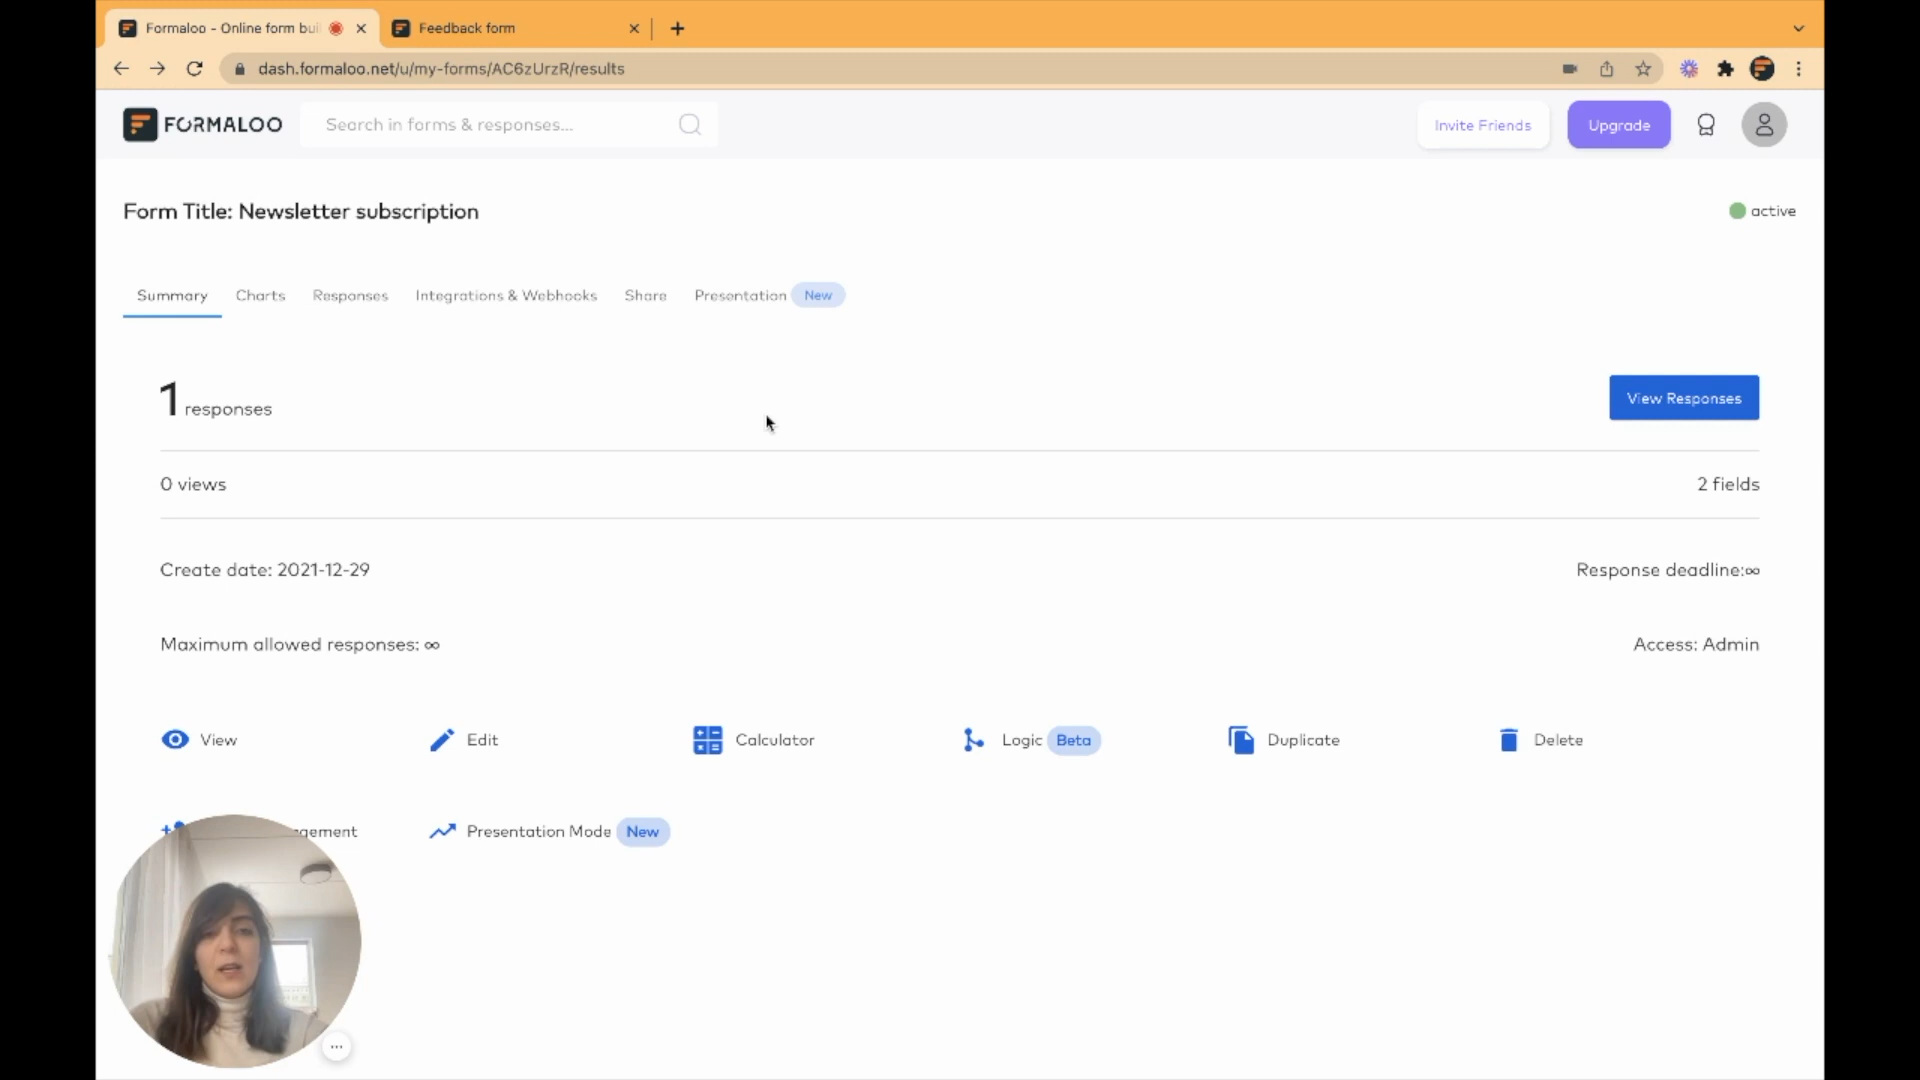 Formaloo - Online form bui
Feedback form
dash.formaloo.net/u/my-forms/AC6zUrzR/results
FORMALOO
Search in forms & responses...
Invite Friends
Upgrade
Form Title: Newsletter subscription
active
Summary Charts Responses Integrations & Webhooks Share Presentation New
1 responses
View Responses
0 views
2 fields
Create date: 2021-12-29
Response deadline:∞
Maximum allowed responses: ∞
Access: Admin
View Edit Calculator Logic Beta Duplicate Delete
gement Presentation Mode New